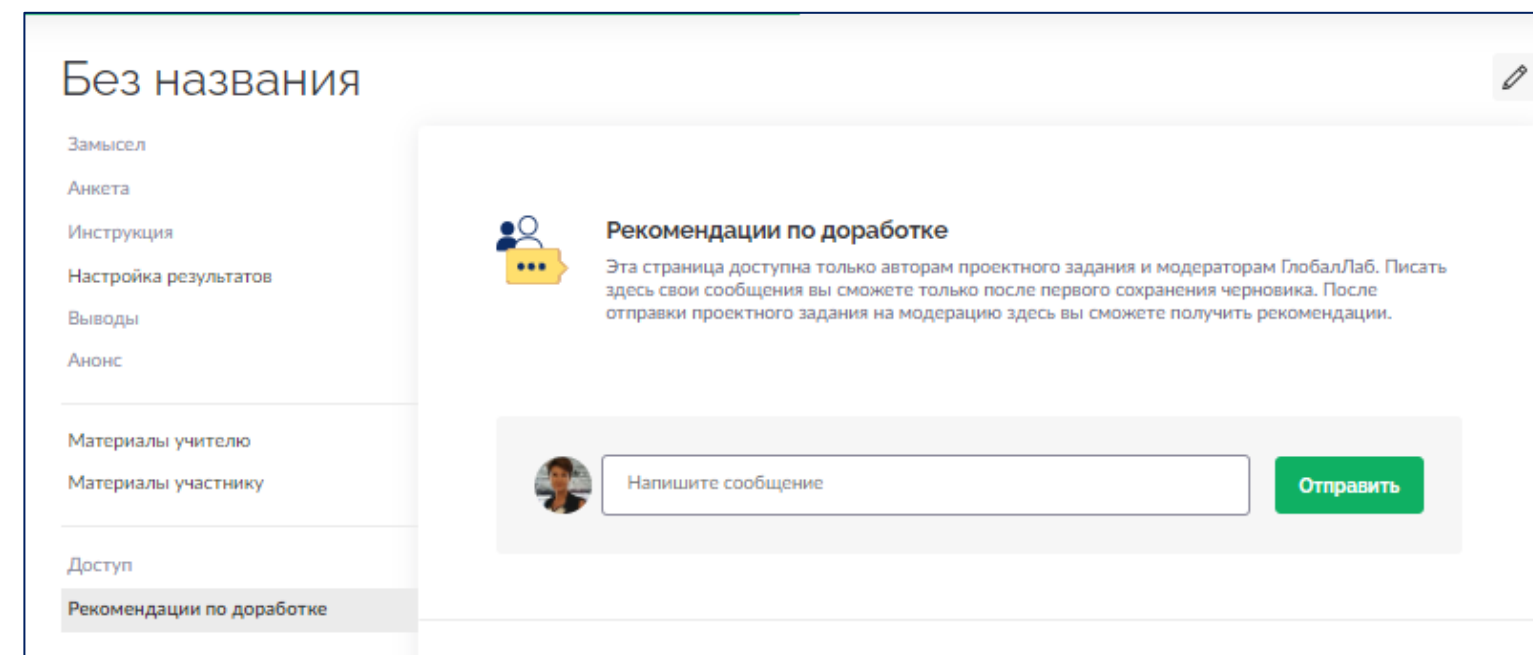 Без названия
Замысел
Анкета
Инструкция
Настройка результатов
Выводы
Анонс
Материалы учителю
Материалы участнику
Доступ
Рекомендации по доработке
Рекомендации по доработке
Эта страница доступна только авторам проектного задания и модераторам ГлобалЛаб. Писать
здесь свои сообщения вы сможете только после первого сохранения черновика. После
отправки проектного задания на модерацию здесь вы сможете получить рекомендации.
Напишите сообщение
Отправить